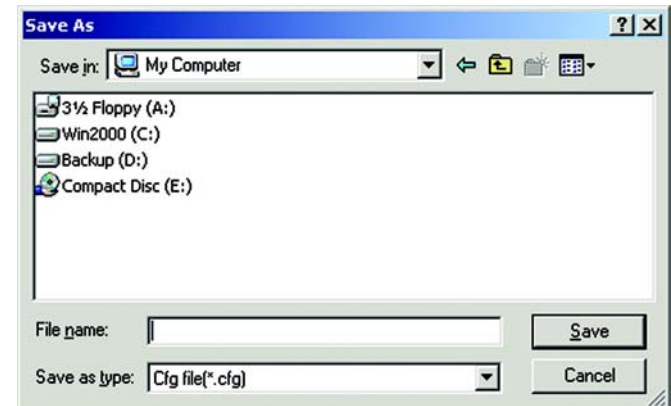 Save As
Save in: My Computer
3½ Floppy (A:)
Win2000 (C:)
Backup (D:)
Compact Disc (E:)
File name: Save
Save as type: Cfg file(*.cfg) Cancel